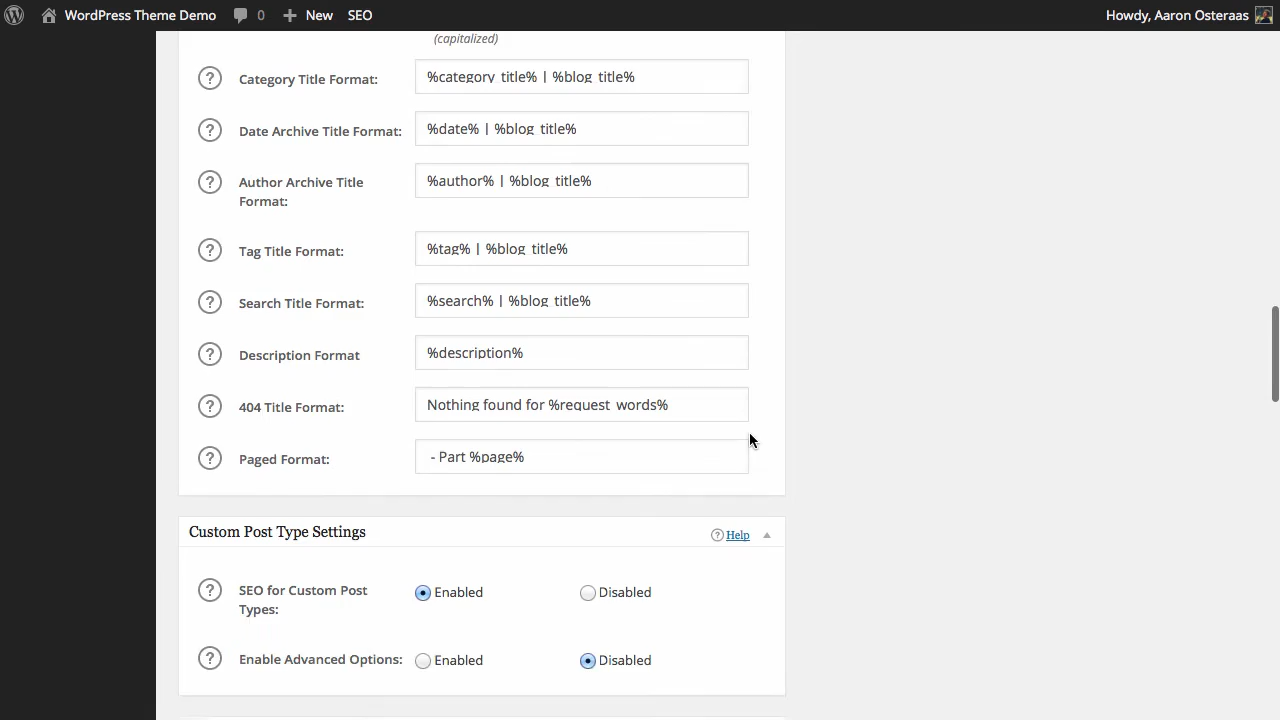 WordPress Theme Demo 0 New SEO Howdy, Aaron Osteraas
(capitalized)
Category Title Format: %category_title% | %blog_title%
Date Archive Title Format: %date% | %blog_title%
Author Archive Title
Format: %author% | %blog_title%
Tag Title Format: %tag% | %blog_title%
Search Title Format: %search% | %blog_title%
Description Format %description%
404 Title Format: Nothing found for %request_words%
Paged Format: - Part %page%
Custom Post Type Settings ? Help
SEO for Custom Post
Types: Enabled Disabled
Enable Advanced Options: Enabled Disabled